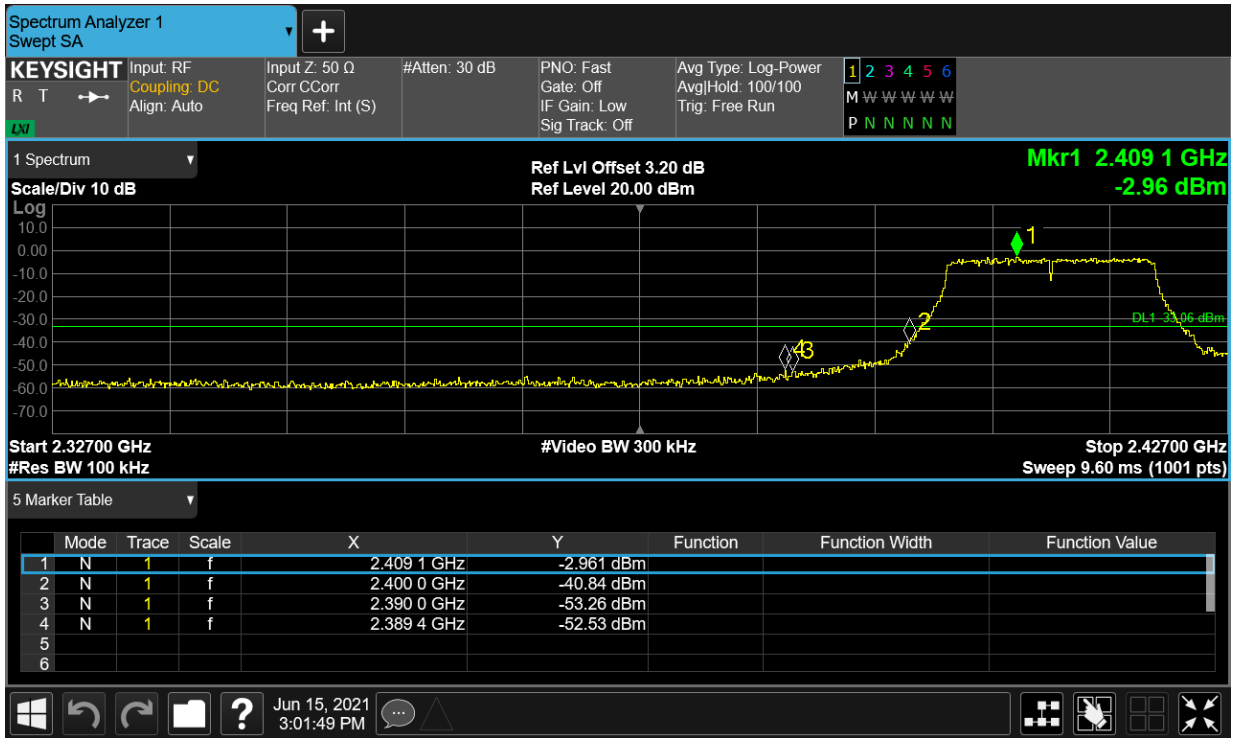 Spectrum Analyzer 1
Swept SA
KEYSIGHT
R T
LXI
Input: RF
Coupling: DC
Align: Auto
Input Z: 50 Ω
Corr CCorr
Freq Ref: Int (S)
#Atten: 30 dB
PNO: Fast
Gate: Off
IF Gain: Low
Sig Track: Off
Avg Type: Log-Power
Avg|Hold: 100/100
Trig: Free Run
1 2 3 4 5 6
M W W W W W
P N N N N N
1 Spectrum
Scale/Div 10 dB
Ref Lvl Offset 3.20 dB
Ref Level 20.00 dBm
Mkr1 2.409 1 GHz
-2.96 dBm
Log
10.0
0.00
-10.0
-20.0
-30.0
-40.0
-50.0
-60.0
-70.0
1
2
4 3
DL1 -33.06 dBm
Start 2.32700 GHz
#Res BW 100 kHz
#Video BW 300 kHz
Stop 2.42700 GHz
Sweep 9.60 ms (1001 pts)
5 Marker Table
Mode Trace Scale X Y Function Function Width Function Value
1 N 1 f 2.409 1 GHz -2.961 dBm
2 N 1 f 2.400 0 GHz -40.84 dBm
3 N 1 f 2.390 0 GHz -53.26 dBm
4 N 1 f 2.389 4 GHz -52.53 dBm
5
6
?
Jun 15, 2021
3:01:49 PM